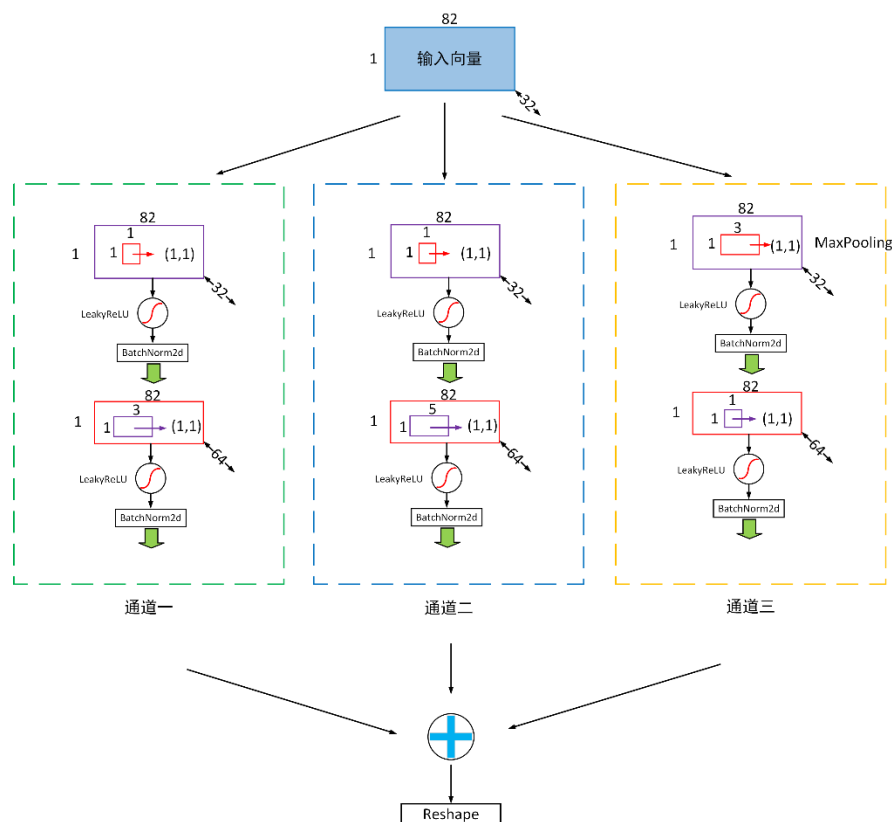 82
1
输入向量
32
82
1
1
1
(1,1)
32
LeakyReLU
BatchNorm2d
82
3
1
1
(1,1)
64
LeakyReLU
BatchNorm2d
通道一
82
1
1
1
(1,1)
32
LeakyReLU
BatchNorm2d
82
5
1
1
(1,1)
64
LeakyReLU
BatchNorm2d
通道二
82
3
1
1
(1,1)
MaxPooling
32
LeakyReLU
BatchNorm2d
82
1
1
1
(1,1)
64
LeakyReLU
BatchNorm2d
通道三
Reshape